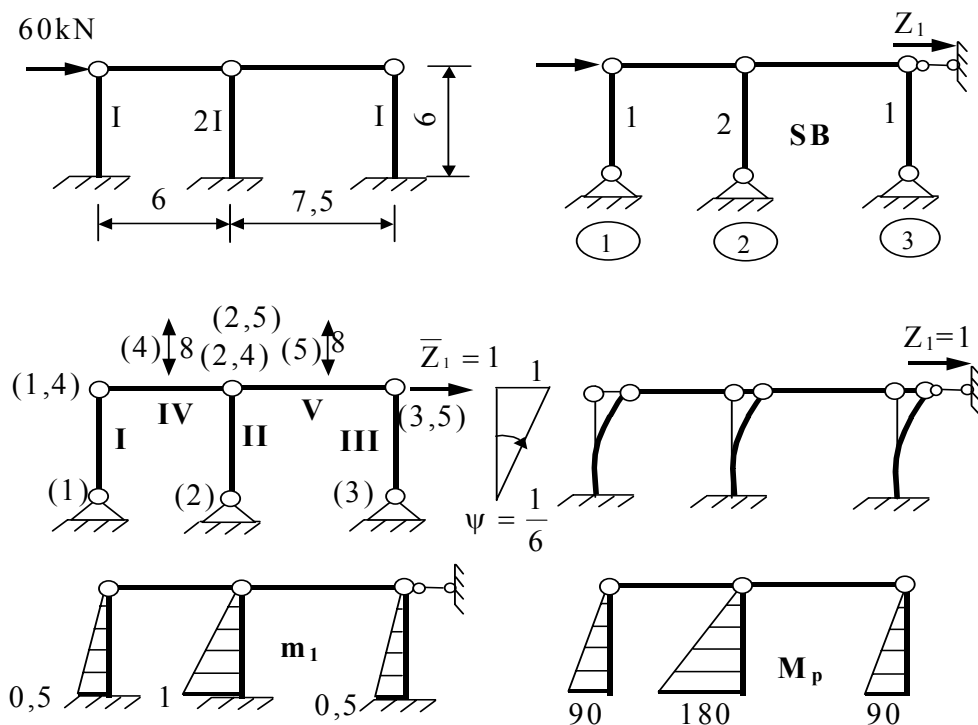 60kN
I
2I
I
6
6
7,5
Z₁
1
2
1
SB
1
2
3
(4)
8
(2,5)
(2,4)
(5)
8
Z̅₁ = 1
(1,4)
IV
V
(3,5)
I
II
III
(1)
(2)
(3)
1
ψ = 1/6
Z₁=1
m₁
0,5
1
0,5
Mₚ
90
180
90